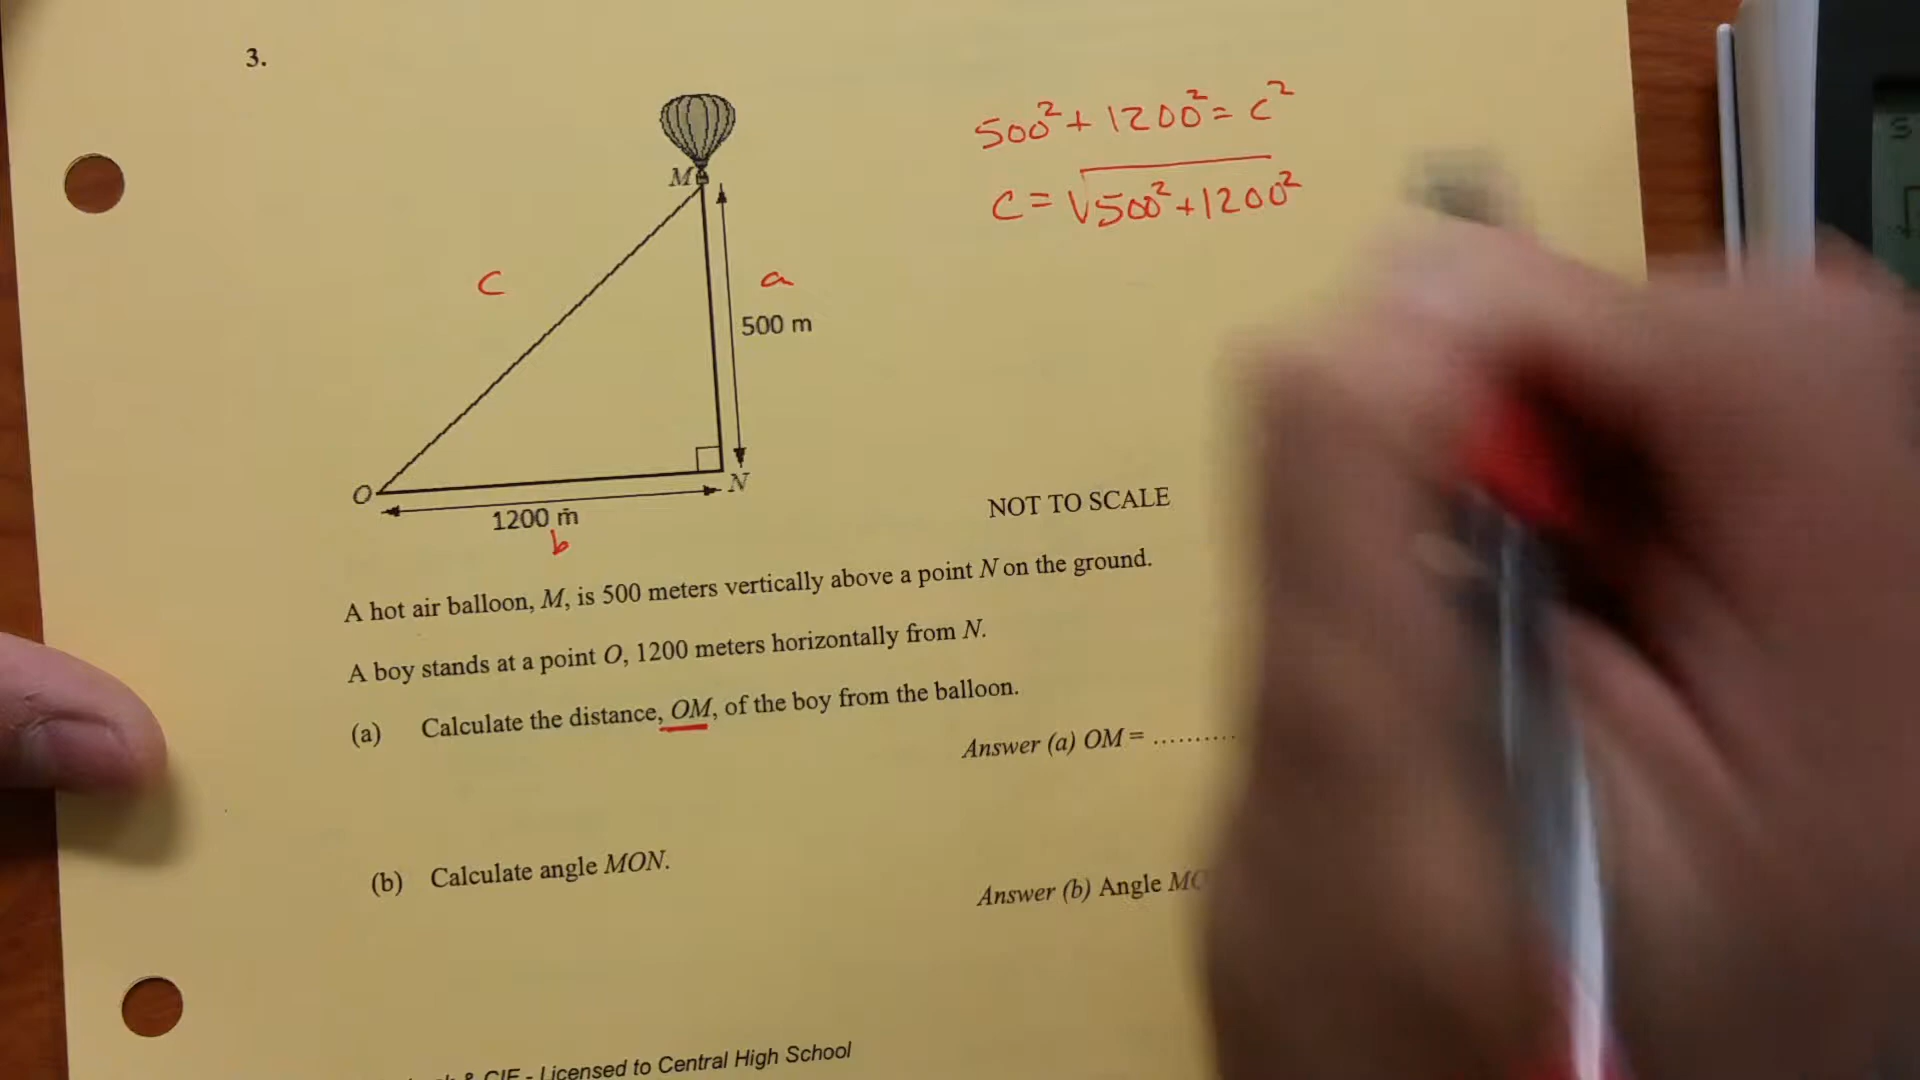 3.
500² + 1200² = c²
c = √500² + 1200²
M
c
a
500 m
O
N
1200 m
b
NOT TO SCALE
A hot air balloon, M, is 500 meters vertically above a point N on the ground.
A boy stands at a point O, 1200 meters horizontally from N.
(a) Calculate the distance, OM, of the boy from the balloon.
Answer (a) OM = ..........
(b) Calculate angle MON.
Answer (b) Angle MO
& CIE - Licensed to Central High School